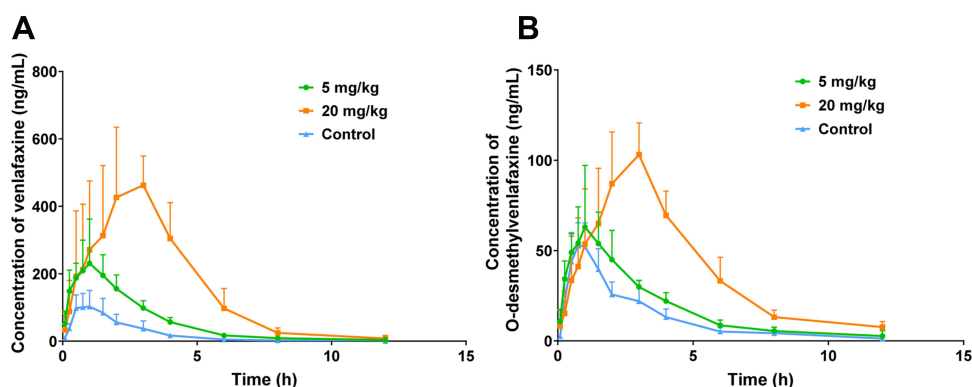 A
Concentration of venlafaxine (ng/mL)
800
600
400
200
0
0
5
10
15
Time (h)
5 mg/kg
20 mg/kg
Control
B
Concentration of
O-desmethylvenlafaxine (ng/mL)
150
100
50
0
0
5
10
15
Time (h)
5 mg/kg
20 mg/kg
Control